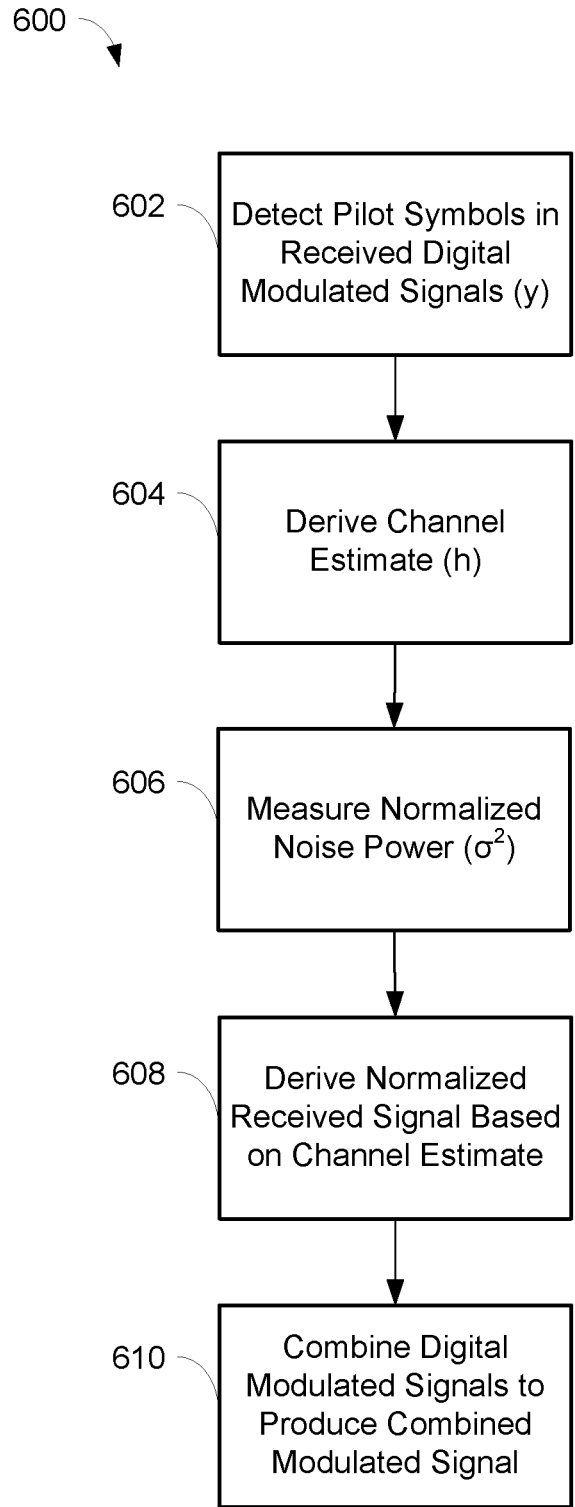 600
602
Detect Pilot Symbols in
Received Digital
Modulated Signals (y)
604
Derive Channel
Estimate (h)
606
Measure Normalized
Noise Power (σ²)
608
Derive Normalized
Received Signal Based
on Channel Estimate
610
Combine Digital
Modulated Signals to
Produce Combined
Modulated Signal